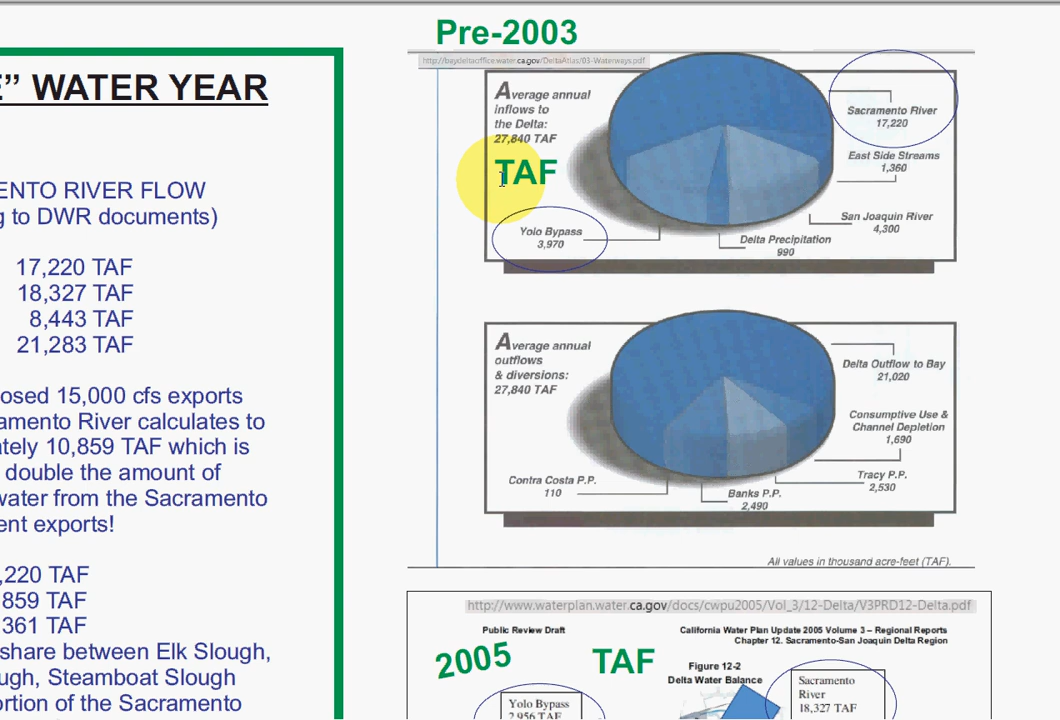 E” WATER YEAR
ENTO RIVER FLOW
g to DWR documents)
17,220 TAF
18,327 TAF
8,443 TAF
21,283 TAF
osed 15,000 cfs exports
amento River calculates to
ately 10,859 TAF which is
double the amount of
water from the Sacramento
ent exports!
,220 TAF
859 TAF
361 TAF
share between Elk Slough,
ugh, Steamboat Slough
ortion of the Sacramento
Pre-2003
http://baydeltaoffice.water.ca.gov/DeltaAtlas/03-Waterways.pdf
Average annual
inflows to
the Delta:
27,840 TAF
TAF
Sacramento River
17,220
East Side Streams
1,360
San Joaquin River
4,300
Delta Precipitation
990
Yolo Bypass
3,970
Average annual
outflows
& diversions:
27,840 TAF
Delta Outflow to Bay
21,020
Consumptive Use &
Channel Depletion
1,690
Tracy P.P.
2,530
Banks P.P.
2,490
Contra Costa P.P.
110
All values in thousand acre-feet (TAF).
http://www.waterplan.water.ca.gov/docs/cwpu2005/Vol_3/12-Delta/V3PRD12-Delta.pdf
Public Review Draft
California Water Plan Update 2005 Volume 3 – Regional Reports
Chapter 12. Sacramento-San Joaquin Delta Region
2005
TAF
Figure 12-2
Delta Water Balance
Sacramento
River
18,327 TAF
Yolo Bypass
2,956 TAF